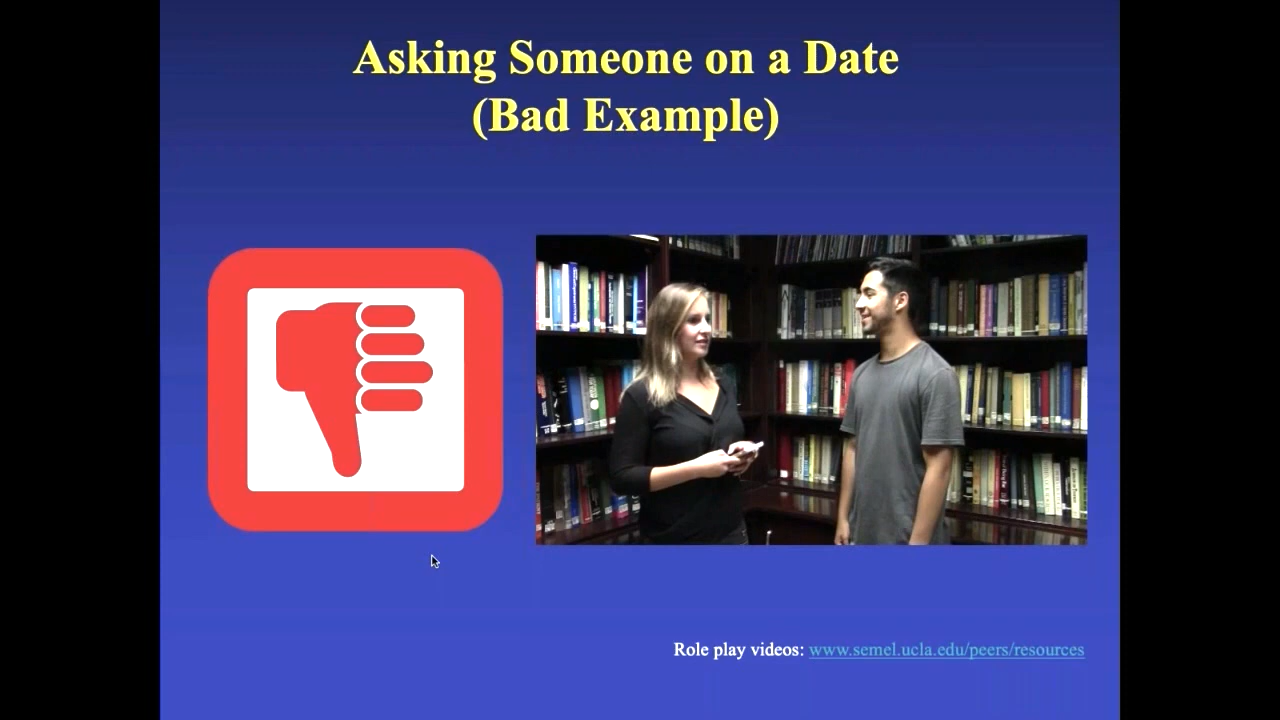 Asking Someone on a Date
(Bad Example)
Role play videos: www.semel.ucla.edu/peers/resources